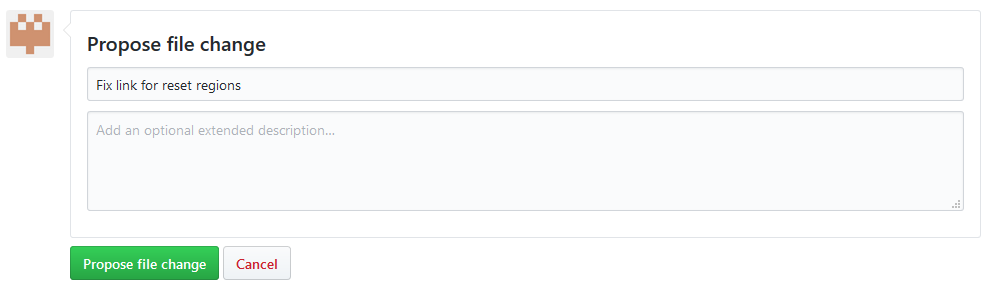 Propose file change
Fix link for reset regions
Add an optional extended description...
Propose file change
Cancel